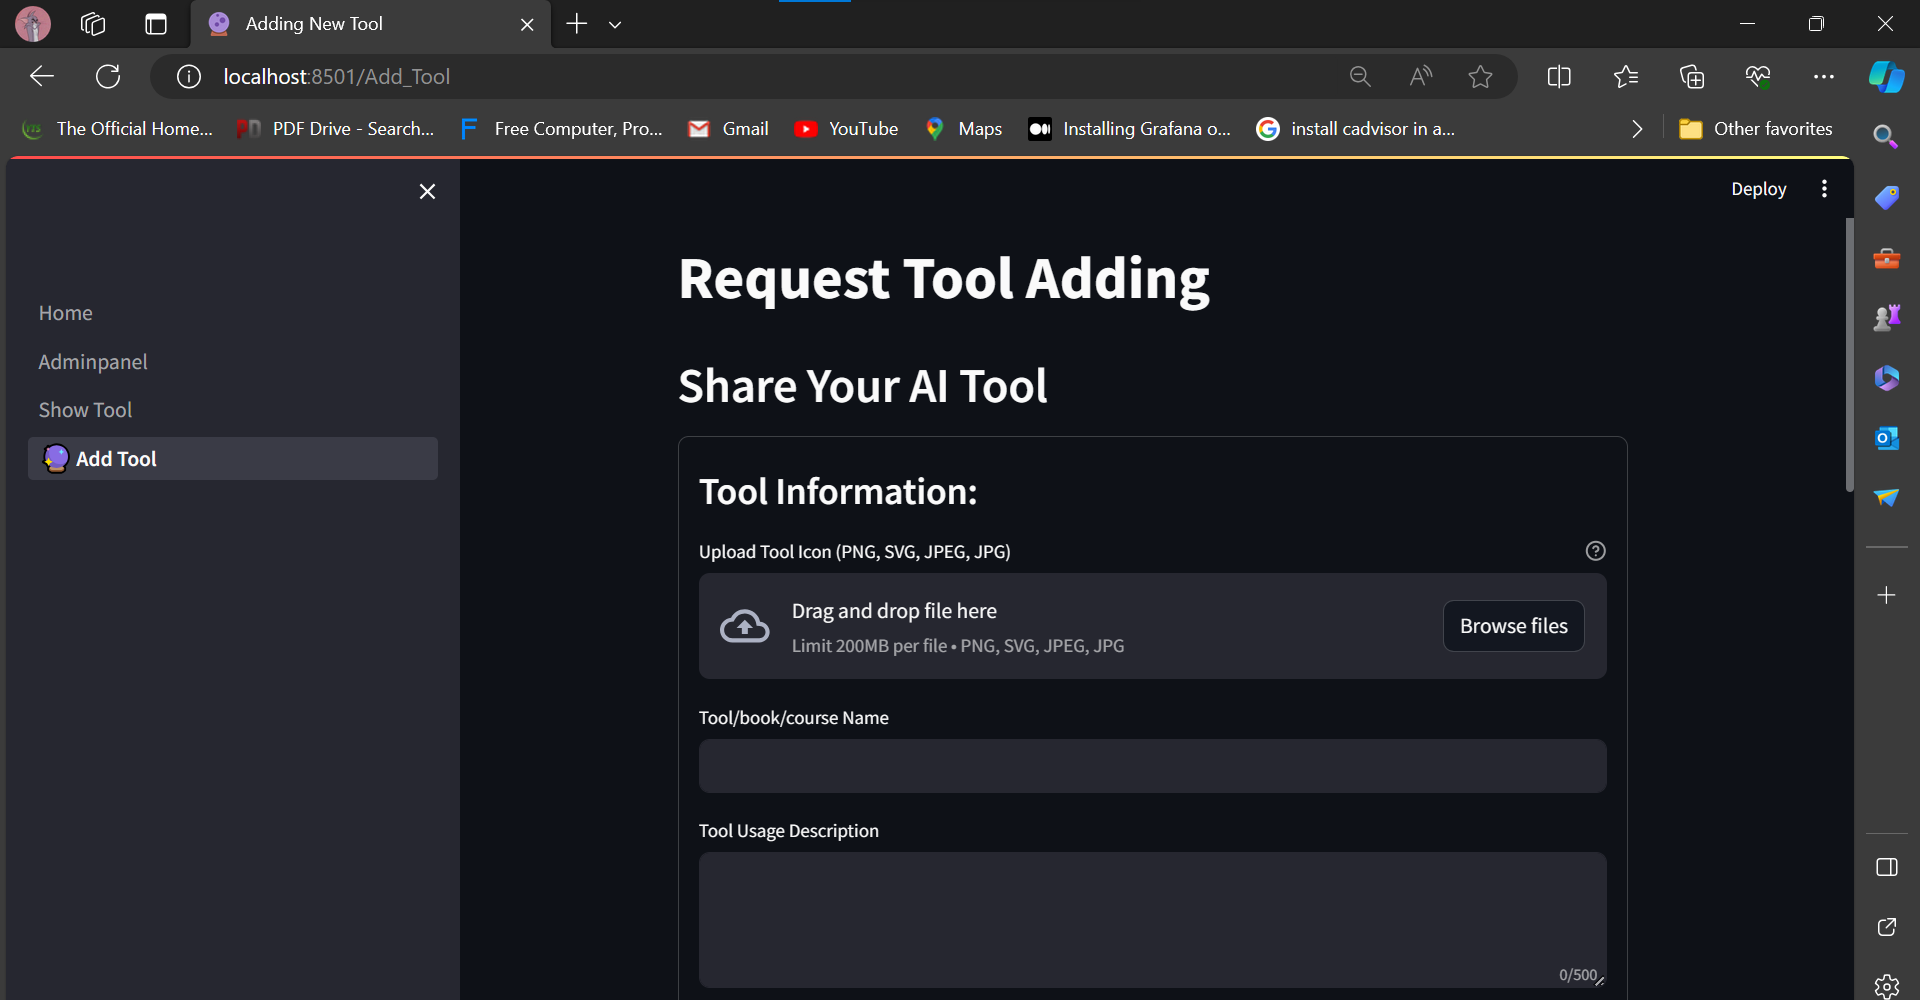 Adding New Tool
localhost:8501/Add_Tool
The Official Home...
PDF Drive - Search...
Free Computer, Pro...
Gmail
YouTube
Maps
Installing Grafana o...
install cadvisor in a...
Other favorites
Deploy
Home
Adminpanel
Show Tool
Add Tool
Request Tool Adding
Share Your AI Tool
Tool Information:
Upload Tool Icon (PNG, SVG, JPEG, JPG)
Drag and drop file here
Limit 200MB per file • PNG, SVG, JPEG, JPG
Browse files
Tool/book/course Name
Tool Usage Description
0/500